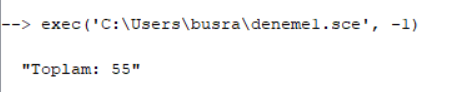 --> exec('C:\Users\busra\deneme1.sce', -1)
"Toplam: 55"